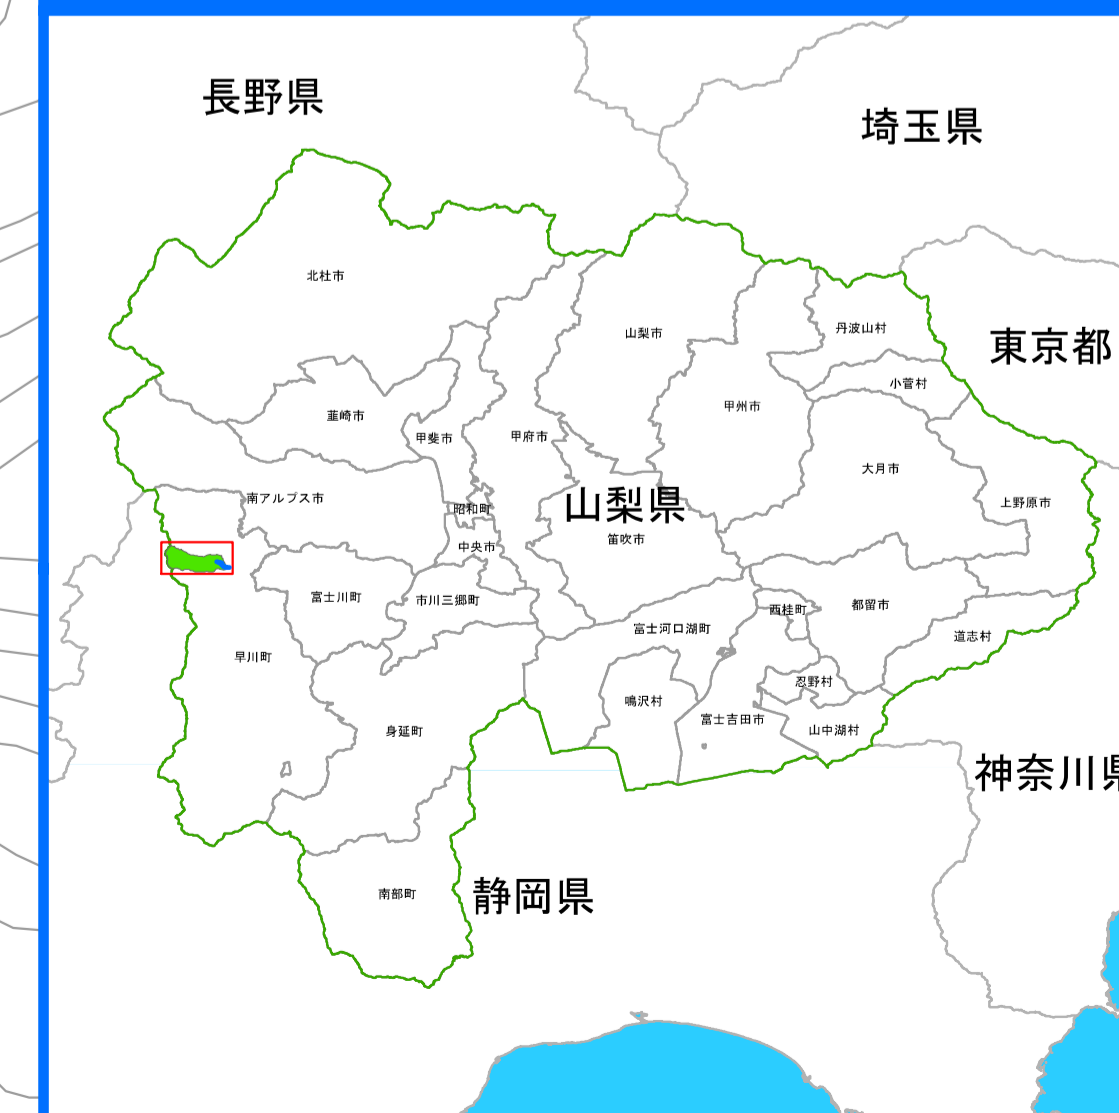 長野県
埼玉県
北杜市
山梨市
丹波山村
東京都
小菅村
韮崎市
甲州市
甲斐市
甲府市
大月市
南アルプス市
昭和町
山梨県
上野原市
中央市
笛吹市
富士川町
市川三郷町
西桂町
都留市
富士河口湖町
道志村
早川町
忍野村
鳴沢村
富士吉田市
身延町
山中湖村
神奈川県
南部町
静岡県